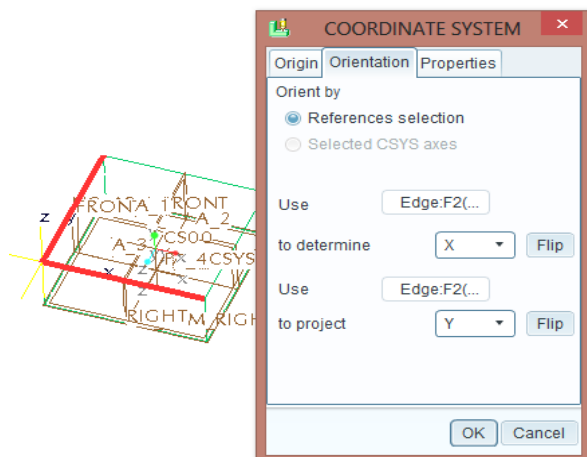 COORDINATE SYSTEM
Origin Orientation Properties
Orient by
References selection
Selected CSYS axes
Use Edge:F2(...
to determine X Flip
Use Edge:F2(...
to project Y Flip
OK Cancel
FRONT
A_2
z y
A_3 CS00
x
RIGHT